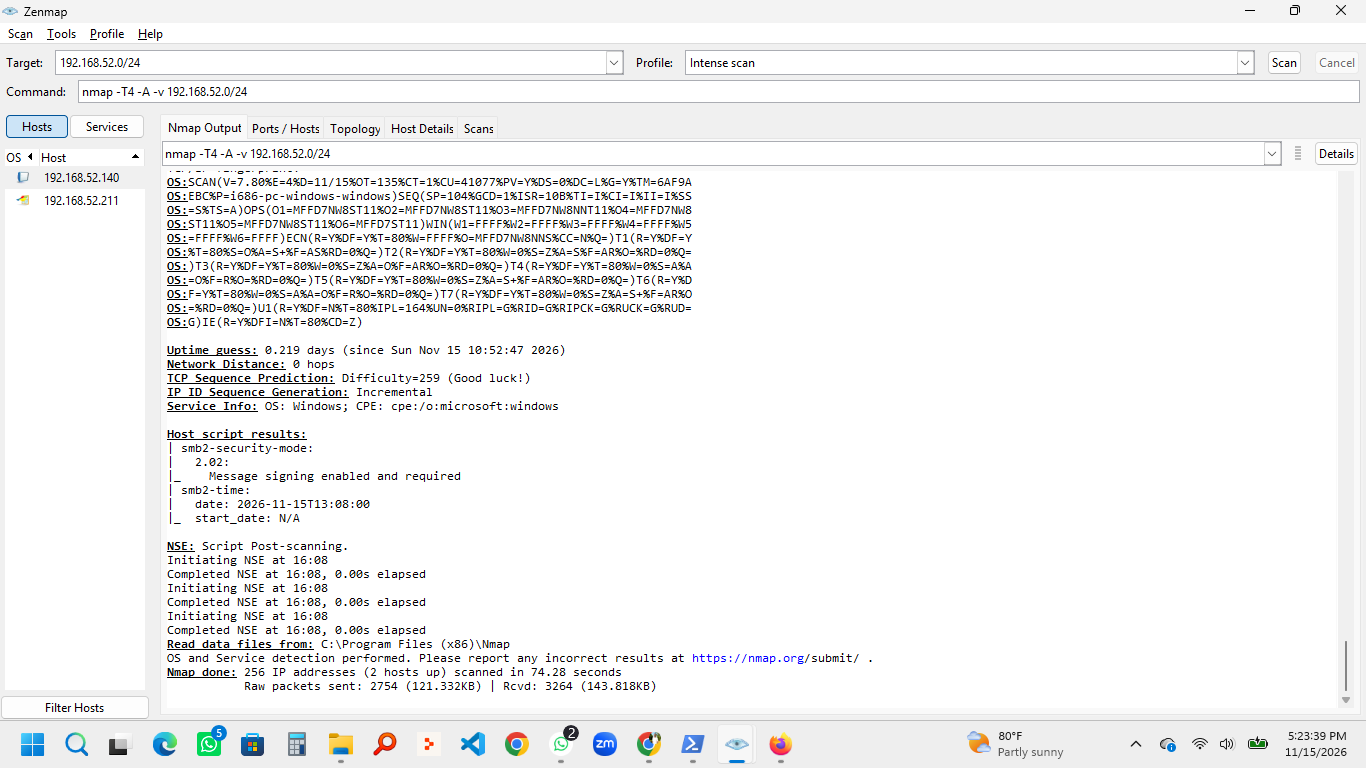 Zenmap
Scan Tools Profile Help
Target: 192.168.52.0/24 Profile: Intense scan Scan Cancel
Command: nmap -T4 -A -v 192.168.52.0/24
Hosts Services
Nmap Output Ports / Hosts Topology Host Details Scans
OS Host
nmap -T4 -A -v 192.168.52.0/24 Details
192.168.52.140
192.168.52.211
OS:SCAN(V=7.80%E=4%D=11/15%OT=135%CT=1%CU=41077%PV=Y%DS=0%DC=L%G=Y%TM=6AF9A
OS:EBC%P=i686-pc-windows-windows)SEQ(SP=104%GCD=1%ISR=10B%TI=I%CI=I%II=I%SS
OS:=S%TS=A)OPS(O1=MFFD7NW8ST11%O2=MFFD7NW8ST11%O3=MFFD7NW8NNT11%O4=MFFD7NW8
OS:ST11%O5=MFFD7NW8ST11%O6=MFFD7ST11)WIN(W1=FFFF%W2=FFFF%W3=FFFF%W4=FFFF%W5
OS:=FFFF%W6=FFFF)ECN(R=Y%DF=Y%T=80%W=FFFF%O=MFFD7NW8NNS%CC=N%Q=)T1(R=Y%DF=Y
OS:%T=80%S=O%A=S+%F=AS%RD=0%Q=)T2(R=Y%DF=Y%T=80%W=0%S=Z%A=S%F=AR%O=%RD=0%Q=
OS:)T3(R=Y%DF=Y%T=80%W=0%S=Z%A=O%F=AR%O=%RD=0%Q=)T4(R=Y%DF=Y%T=80%W=0%S=A%A
OS:=O%F=R%O=%RD=0%Q=)T5(R=Y%DF=Y%T=80%W=0%S=Z%A=S+%F=AR%O=%RD=0%Q=)T6(R=Y%D
OS:F=Y%T=80%W=0%S=A%A=O%F=R%O=%RD=0%Q=)T7(R=Y%DF=Y%T=80%W=0%S=Z%A=S+%F=AR%O
OS:=%RD=0%Q=)U1(R=Y%DF=N%T=80%IPL=164%UN=0%RIPL=G%RID=G%RIPCK=G%RUCK=G%RUD=
OS:G)IE(R=Y%DFI=N%T=80%CD=Z)
Uptime guess: 0.219 days (since Sun Nov 15 10:52:47 2026)
Network Distance: 0 hops
TCP Sequence Prediction: Difficulty=259 (Good luck!)
IP ID Sequence Generation: Incremental
Service Info: OS: Windows; CPE: cpe:/o:microsoft:windows
Host script results:
| smb2-security-mode:
| 2.02:
|_ Message signing enabled and required
| smb2-time:
| date: 2026-11-15T13:08:00
|_ start_date: N/A
NSE: Script Post-scanning.
Initiating NSE at 16:08
Completed NSE at 16:08, 0.00s elapsed
Initiating NSE at 16:08
Completed NSE at 16:08, 0.00s elapsed
Initiating NSE at 16:08
Completed NSE at 16:08, 0.00s elapsed
Read data files from: C:\Program Files (x86)\Nmap
OS and Service detection performed. Please report any incorrect results at https://nmap.org/submit/ .
Nmap done: 256 IP addresses (2 hosts up) scanned in 74.28 seconds
Raw packets sent: 2754 (121.332KB) | Rcvd: 3264 (143.818KB)
Filter Hosts
5
2
zm
80°F
Partly sunny
5:23:39 PM
11/15/2026